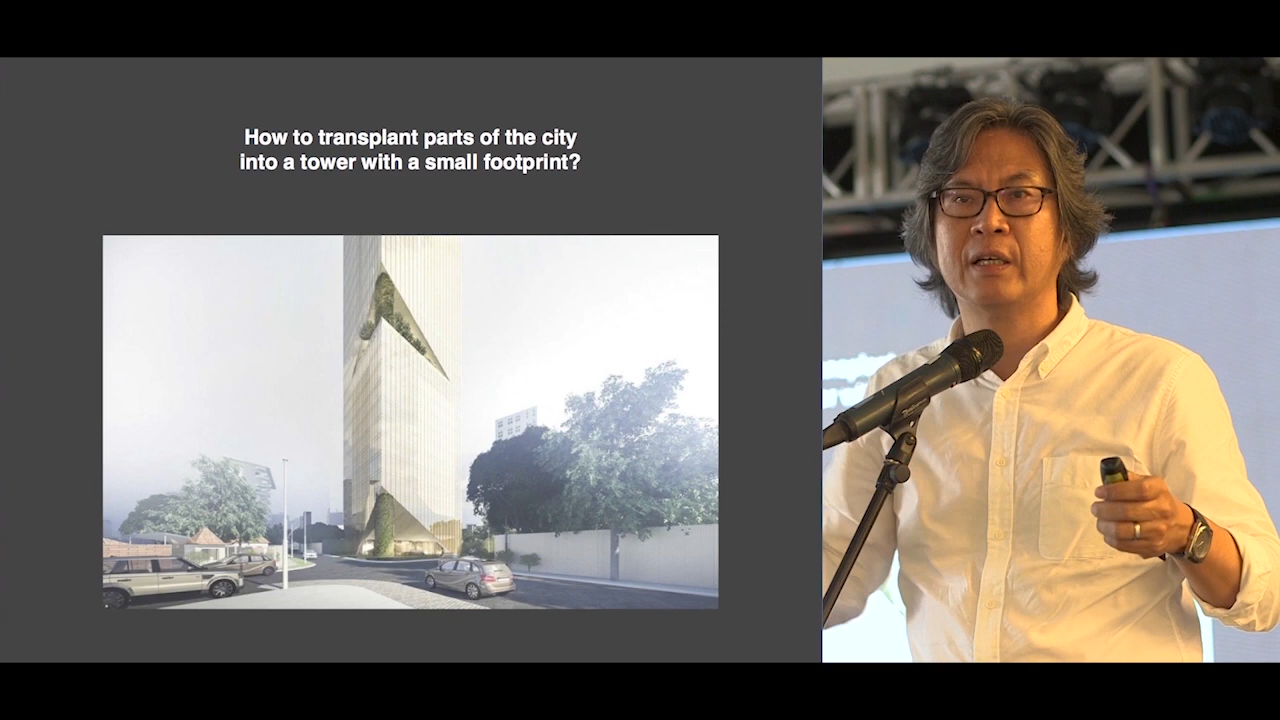 How to transplant parts of the city
into a tower with a small footprint?